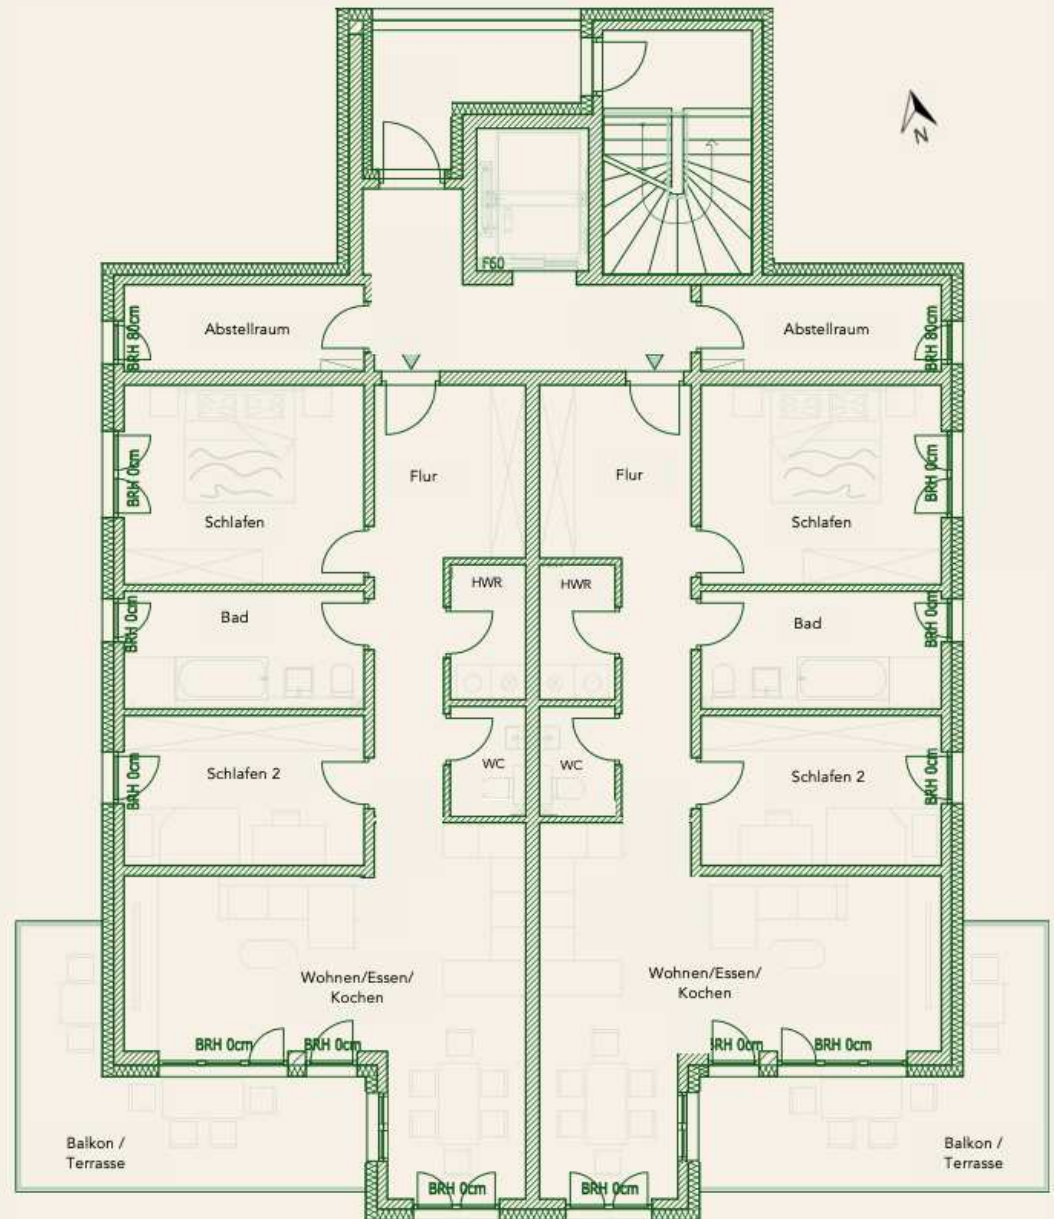 N
F60
Abstellraum
Abstellraum
BRH 80cm
BRH 80cm
Flur
Flur
BRH 0cm
BRH 0cm
Schlafen
Schlafen
HWR
HWR
BRH 0cm
BRH 0cm
Bad
Bad
WC
WC
BRH 0cm
BRH 0cm
Schlafen 2
Schlafen 2
Wohnen/Essen/
Kochen
Wohnen/Essen/
Kochen
BRH 0cm
BRH 0cm
BRH 0cm
BRH 0cm
Balkon /
Terrasse
Balkon /
Terrasse
BRH 0cm
BRH 0cm